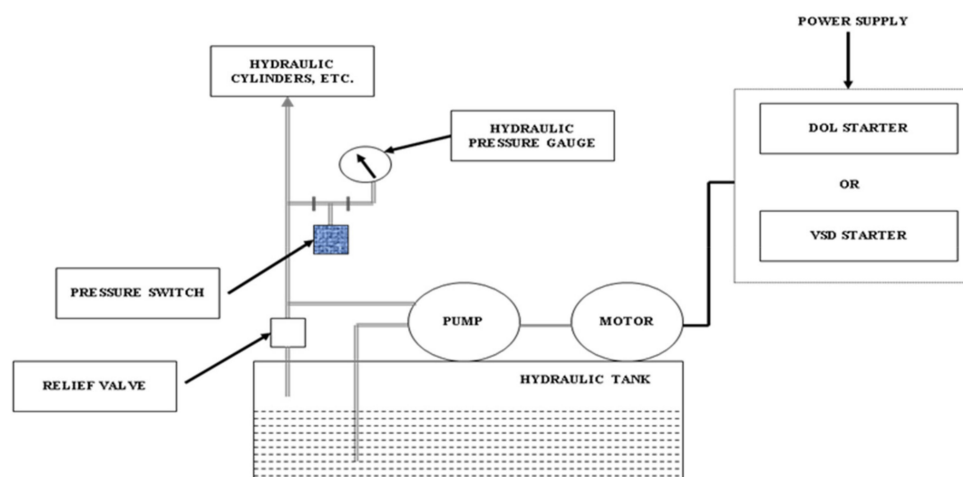 POWER SUPPLY
HYDRAULIC
CYLINDERS, ETC.
HYDRAULIC
PRESSURE GAUGE
DOL STARTER
OR
VSD STARTER
PRESSURE SWITCH
PUMP
MOTOR
RELIEF VALVE
HYDRAULIC TANK